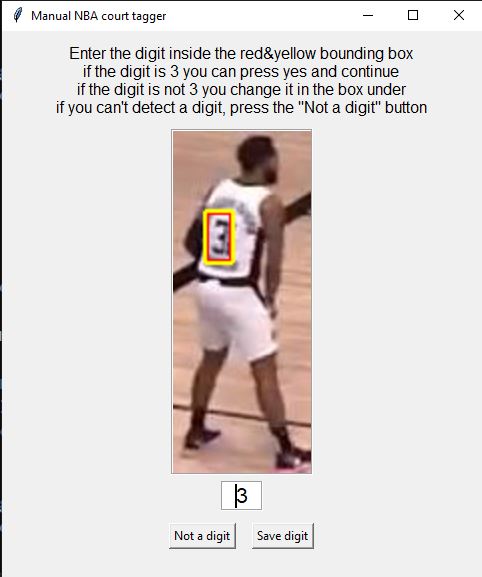 Manual NBA court tagger
Enter the digit inside the red&yellow bounding box
if the digit is 3 you can press yes and continue
if the digit is not 3 you change it in the box under
if you can't detect a digit, press the "Not a digit" button
3
3
Not a digit Save digit